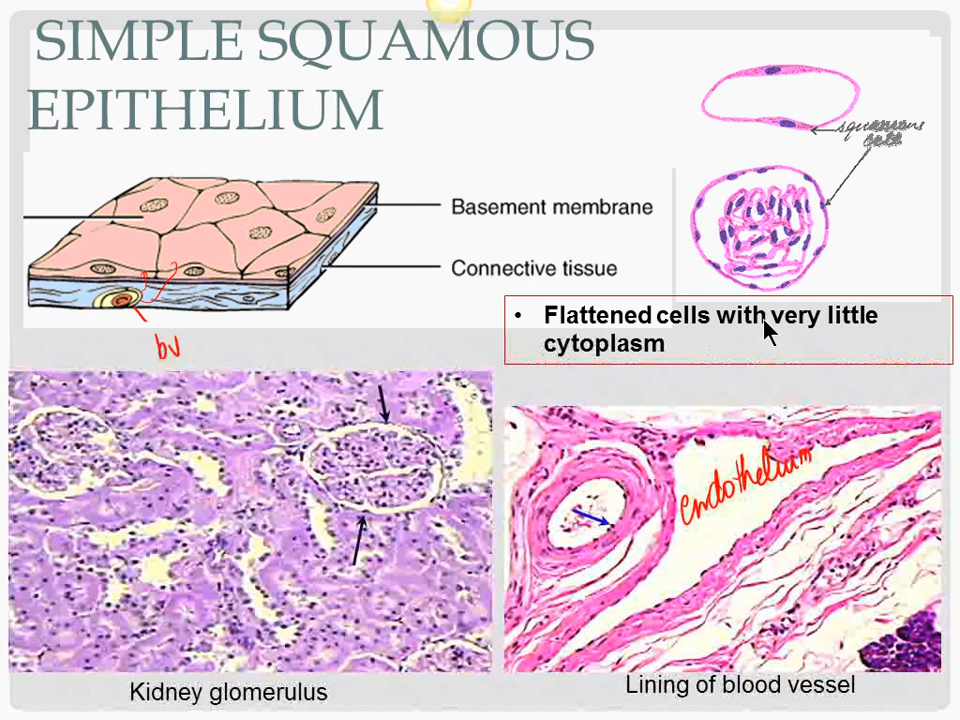 SIMPLE SQUAMOUS
EPITHELIUM
squamous
cells
Basement membrane
Connective tissue
• Flattened cells with very little
cytoplasm
bv
endothelium
Kidney glomerulus
Lining of blood vessel